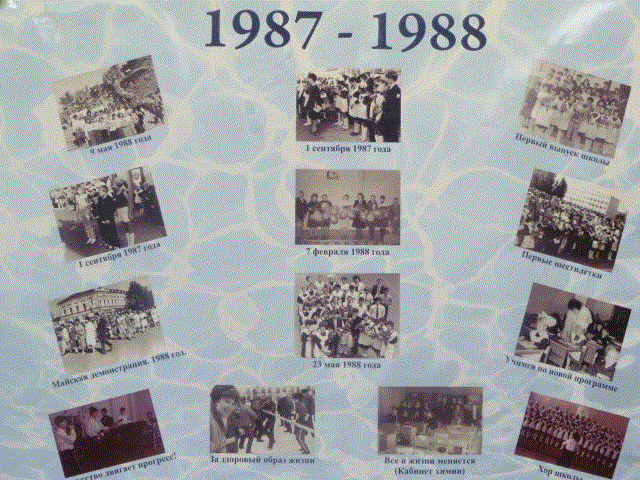 1987 - 1988
9 мая 1988 года
1 сентября 1987 года
Первый выпуск школы
1 сентября 1987 года
7 февраля 1988 года
Первые шестилетки
Майская демонстрация. 1988 год.
23 мая 1988 года
Учимся по новой программе
двигает прогресс!
За здоровый образ жизни
Все в жизни меняется
(Кабинет химии)
Хор школы